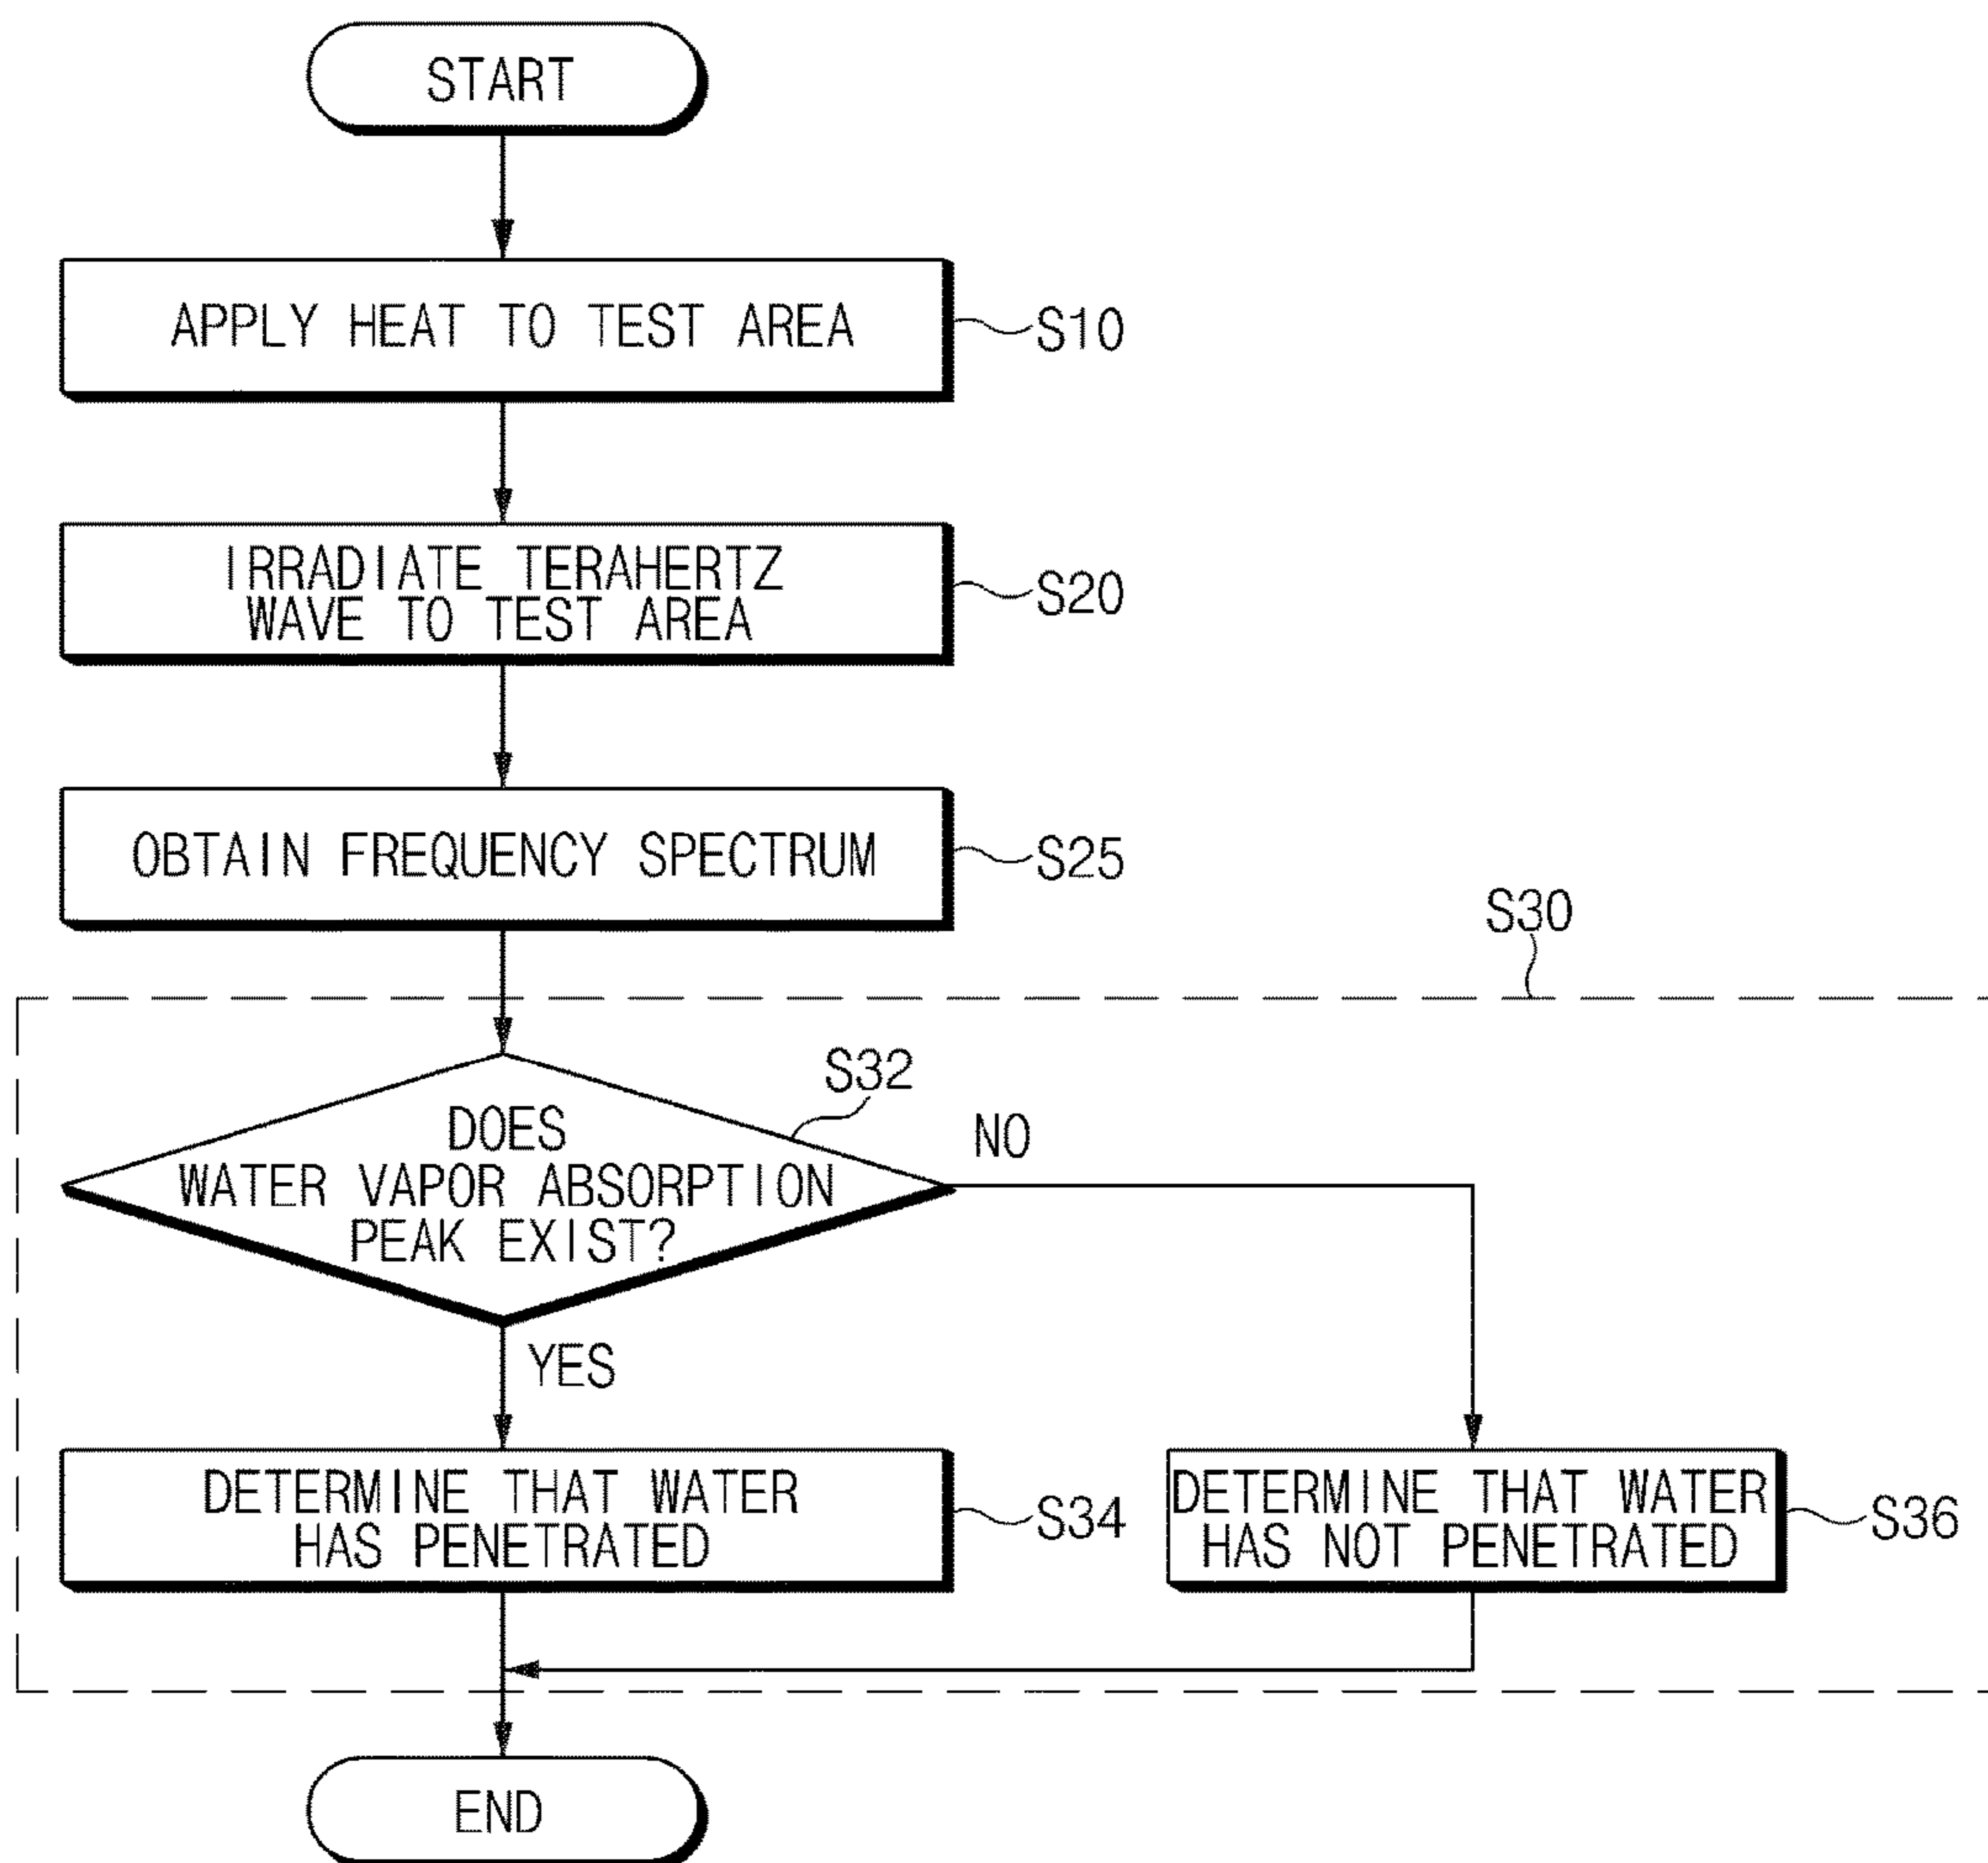 START
APPLY HEAT TO TEST AREA
S10
IRRADIATE TERAHERTZ
WAVE TO TEST AREA
S20
OBTAIN FREQUENCY SPECTRUM
S25
S30
S32
DOES
WATER VAPOR ABSORPTION
PEAK EXIST?
NO
YES
DETERMINE THAT WATER
HAS PENETRATED
S34
DETERMINE THAT WATER
HAS NOT PENETRATED
S36
END